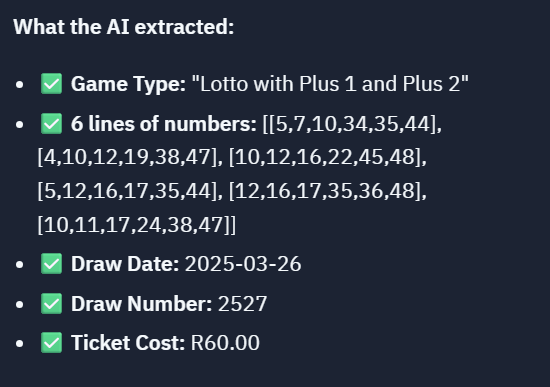 What the AI extracted:
• ✅ Game Type: "Lotto with Plus 1 and Plus 2"
• ✅ 6 lines of numbers: [[5,7,10,34,35,44],
[4,10,12,19,38,47], [10,12,16,22,45,48],
[5,12,16,17,35,44], [12,16,17,35,36,48],
[10,11,17,24,38,47]]
• ✅ Draw Date: 2025-03-26
• ✅ Draw Number: 2527
• ✅ Ticket Cost: R60.00